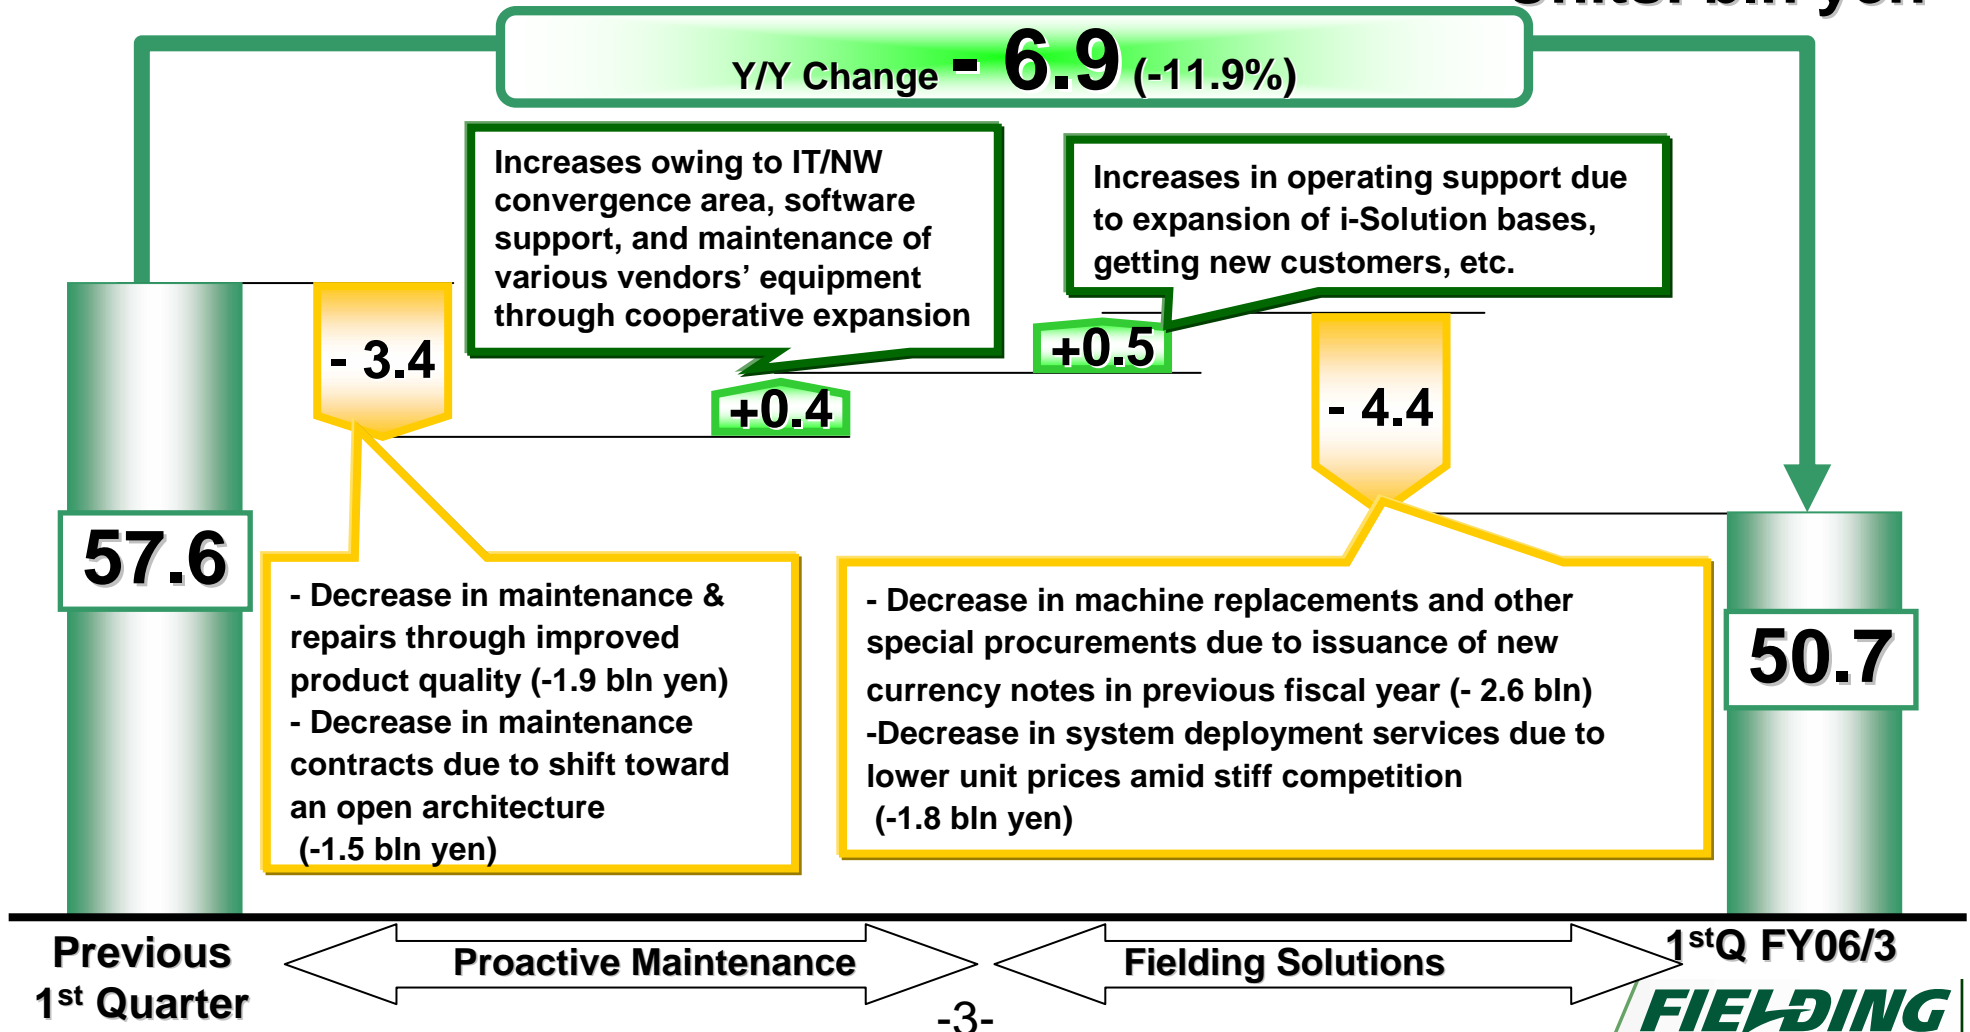 Units: bln yen
Y/Y Change - 6.9 (-11.9%)
Increases owing to IT/NW
convergence area, software
support, and maintenance of
various vendors’ equipment
through cooperative expansion
Increases in operating support due
to expansion of i-Solution bases,
getting new customers, etc.
- 3.4
+0.4
+0.5
- 4.4
57.6
- Decrease in maintenance &
repairs through improved
product quality (-1.9 bln yen)
- Decrease in maintenance
contracts due to shift toward
an open architecture
(-1.5 bln yen)
- Decrease in machine replacements and other
special procurements due to issuance of new
currency notes in previous fiscal year (- 2.6 bln)
-Decrease in system deployment services due to
lower unit prices amid stiff competition
(-1.8 bln yen)
50.7
Previous
1st Quarter
Proactive Maintenance
Fielding Solutions
1stQ FY06/3
-3-
FIELDING